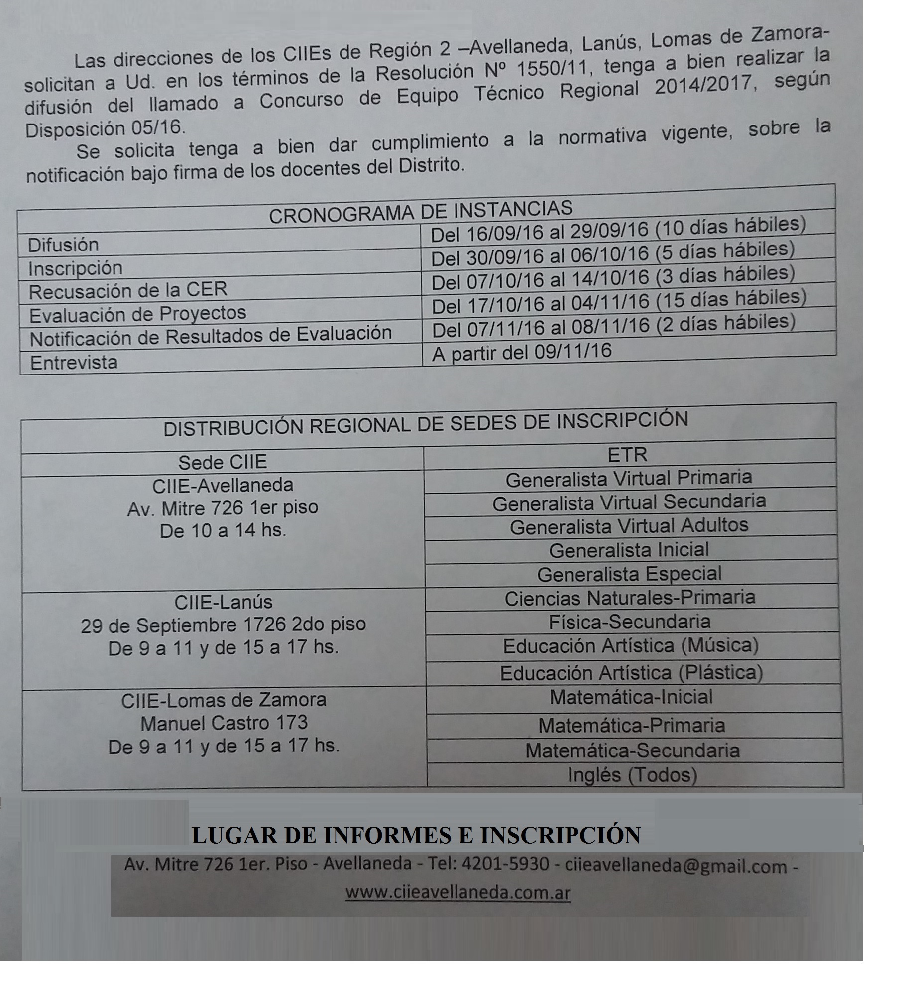 Las direcciones de los CIIEs de Región 2 –Avellaneda, Lanús, Lomas de Zamora-
solicitan a Ud. en los términos de la Resolución Nº 1550/11, tenga a bien realizar la
difusión del llamado a Concurso de Equipo Técnico Regional 2014/2017, según
Disposición 05/16.
Se solicita tenga a bien dar cumplimiento a la normativa vigente, sobre la
notificación bajo firma de los docentes del Distrito.
CRONOGRAMA DE INSTANCIAS
Difusión Del 16/09/16 al 29/09/16 (10 días hábiles)
Inscripción Del 30/09/16 al 06/10/16 (5 días hábiles)
Recusación de la CER Del 07/10/16 al 14/10/16 (3 días hábiles)
Evaluación de Proyectos Del 17/10/16 al 04/11/16 (15 días hábiles)
Notificación de Resultados de Evaluación Del 07/11/16 al 08/11/16 (2 días hábiles)
Entrevista A partir del 09/11/16
DISTRIBUCIÓN REGIONAL DE SEDES DE INSCRIPCIÓN
Sede CIIE ETR
CIIE-Avellaneda
Av. Mitre 726 1er piso
De 10 a 14 hs.
Generalista Virtual Primaria
Generalista Virtual Secundaria
Generalista Virtual Adultos
Generalista Inicial
Generalista Especial
CIIE-Lanús
29 de Septiembre 1726 2do piso
De 9 a 11 y de 15 a 17 hs.
Ciencias Naturales-Primaria
Física-Secundaria
Educación Artística (Música)
Educación Artística (Plástica)
CIIE-Lomas de Zamora
Manuel Castro 173
De 9 a 11 y de 15 a 17 hs.
Matemática-Inicial
Matemática-Primaria
Matemática-Secundaria
Inglés (Todos)
LUGAR DE INFORMES E INSCRIPCIÓN
Av. Mitre 726 1er. Piso - Avellaneda - Tel: 4201-5930 - ciieavellaneda@gmail.com -
www.ciieavellaneda.com.ar